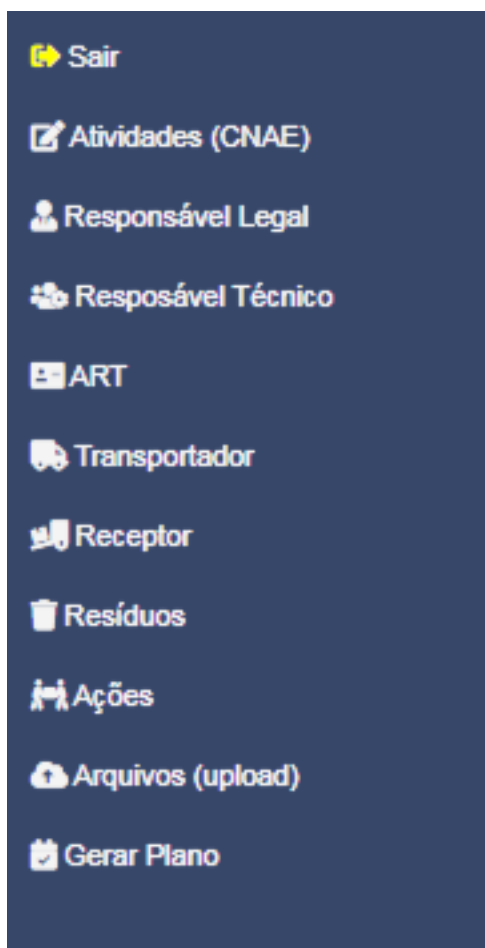 Sair
Atividades (CNAE)
Responsável Legal
Resposável Técnico
ART
Transportador
Receptor
Resíduos
Ações
Arquivos (upload)
Gerar Plano